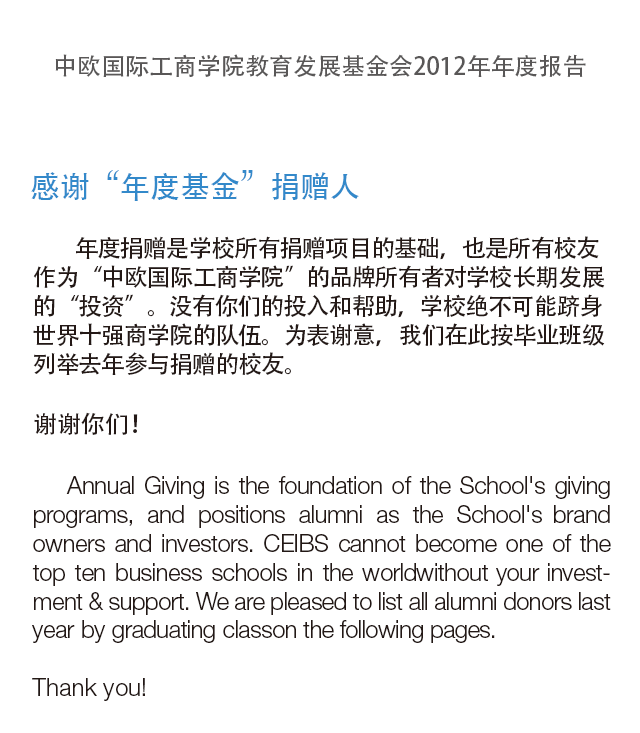 中欧国际工商学院教育发展基金会2012年年度报告
感谢“年度基金”捐赠人
年度捐赠是学校所有捐赠项目的基础，也是所有校友
作为“中欧国际工商学院”的品牌所有者对学校长期发展
的“投资”。没有你们的投入和帮助，学校绝不可能跻身
世界十强商学院的队伍。为表谢意，我们在此按毕业班级
列举去年参与捐赠的校友。
谢谢你们！
Annual Giving is the foundation of the School's giving
programs, and positions alumni as the School's brand
owners and investors. CEIBS cannot become one of the
top ten business schools in the worldwithout your invest-
ment & support. We are pleased to list all alumni donors last
year by graduating classon the following pages.
Thank you!